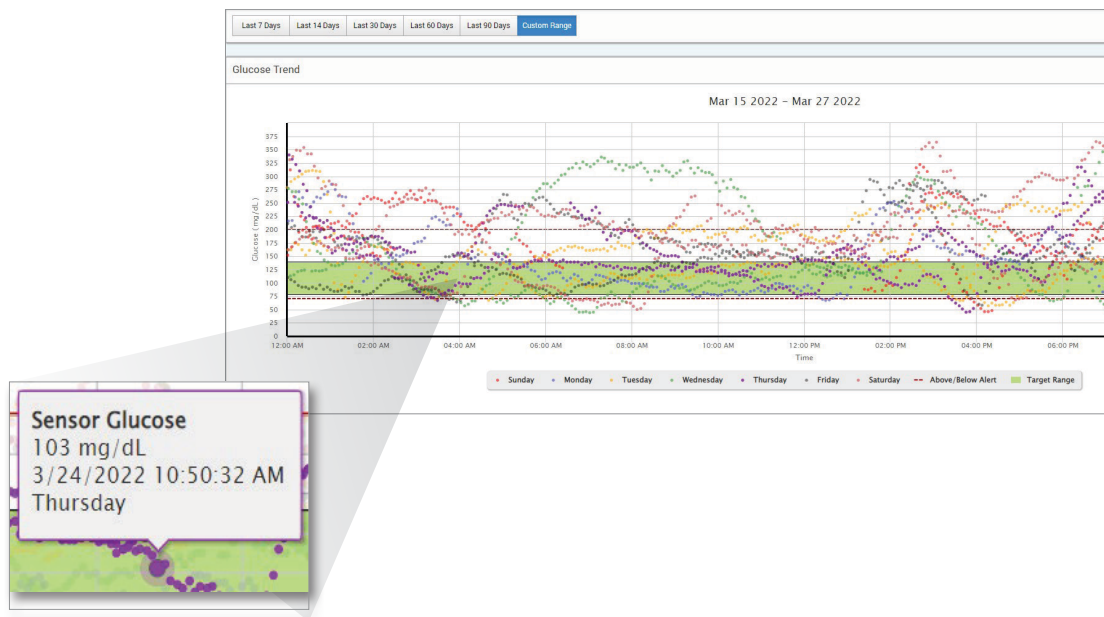 Last 7 Days Last 14 Days Last 30 Days Last 60 Days Last 90 Days Custom Range
Glucose Trend
Mar 15 2022 - Mar 27 2022
Glucose (mg/dL)
375
350
325
300
275
250
225
200
175
150
125
100
75
50
25
0
12:00 AM 02:00 AM 04:00 AM 06:00 AM 08:00 AM 10:00 AM 12:00 PM 02:00 PM 04:00 PM 06:00 PM
Time
Sunday Monday Tuesday Wednesday Thursday Friday Saturday Above/Below Alert Target Range
Sensor Glucose
103 mg/dL
3/24/2022 10:50:32 AM
Thursday